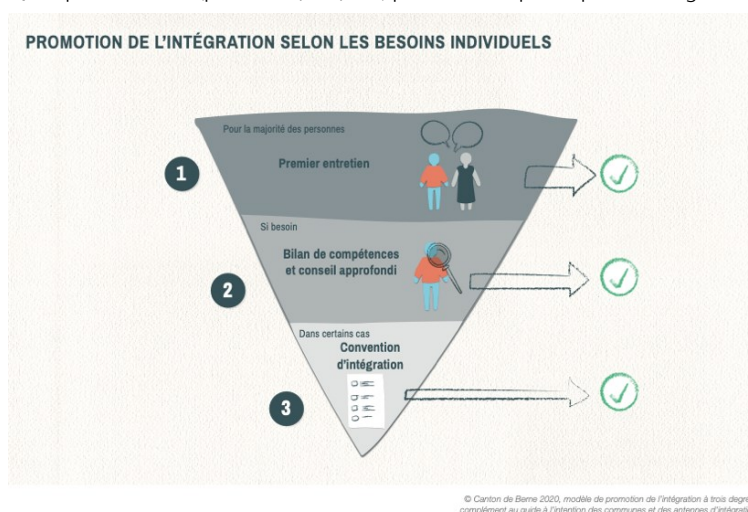 PROMOTION DE L'INTÉGRATION SELON LES BESOINS INDIVIDUELS
Pour la majorité des personnes
Premier entretien
1
Si besoin
Bilan de compétences
et conseil approfondi
2
Dans certains cas
Convention
d'intégration
3
© Canton de Berne 2020, modèle de promotion de l'intégration à trois
complément au guide à l'intention des communes et des antennes